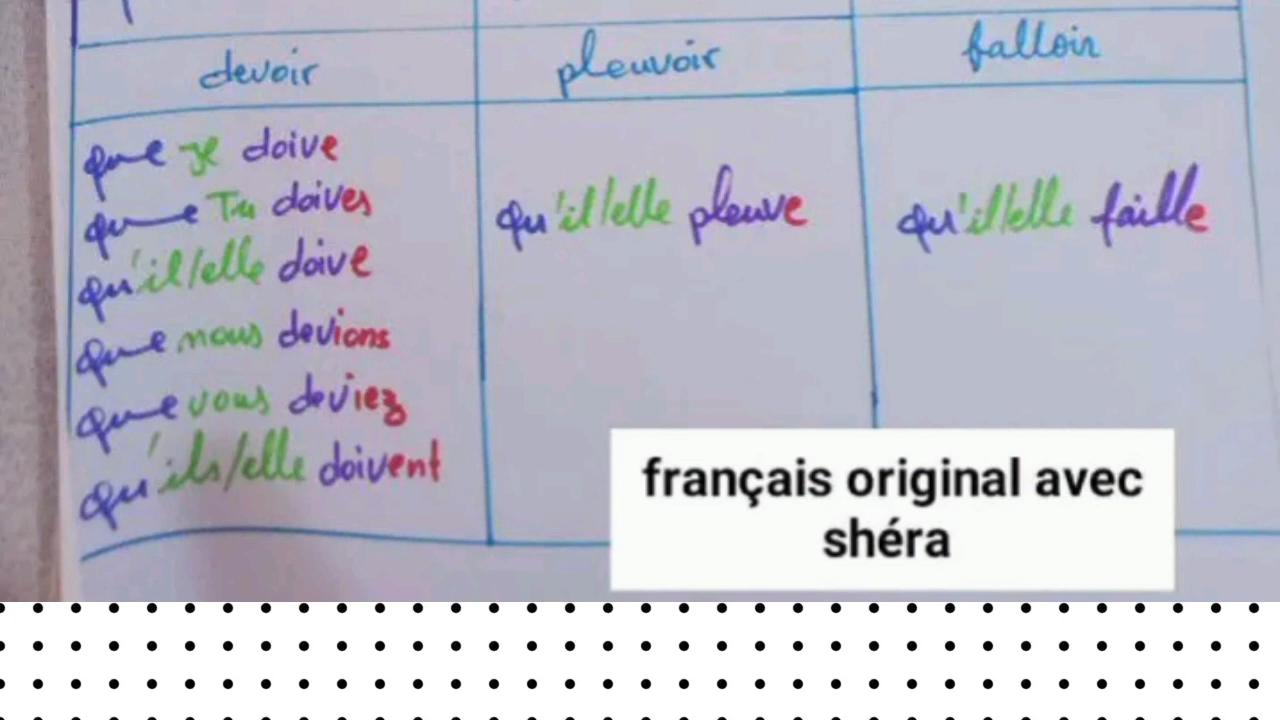 devoir
pleuvoir
falloir
que je doive
que Tu doives
qu'il/elle doive
que nous devions
que vous deviez
qu'ils/elle doivent
qu'il/elle pleuve
qu'il/elle faille
français original avec
shéra